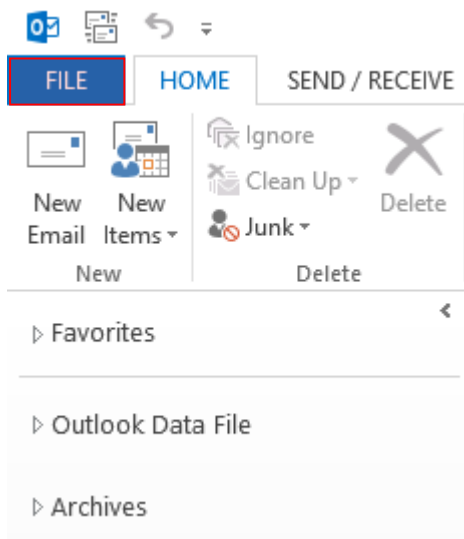 FILE HOME SEND / RECEIVE
Ignore
Clean Up
Junk
New Email
New Items
Delete
New Delete
Favorites
Outlook Data File
Archives